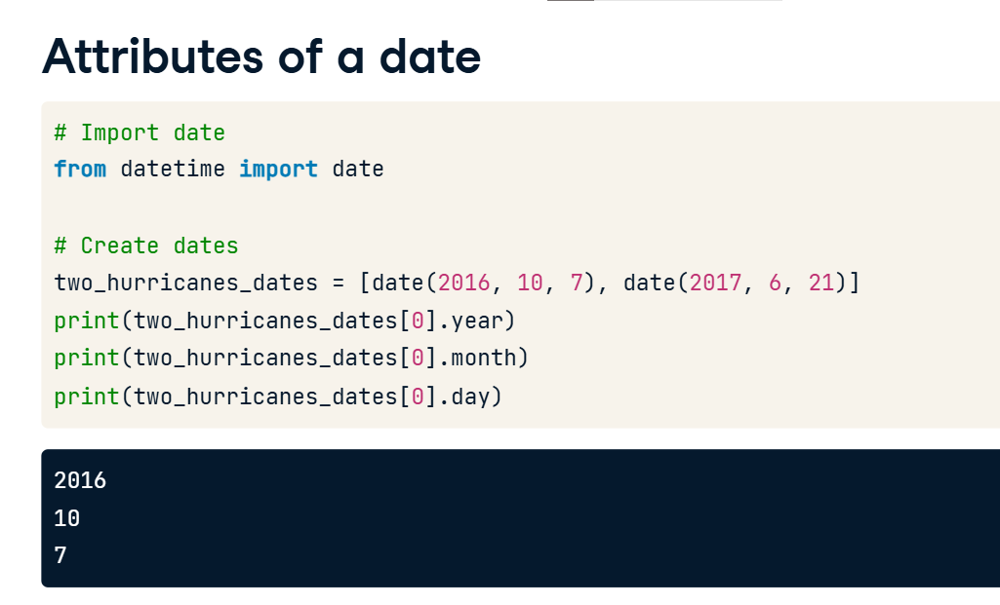 Attributes of a date
# Import date
from datetime import date
# Create dates
two_hurricanes_dates = [date(2016, 10, 7), date(2017, 6, 21)]
print(two_hurricanes_dates[0].year)
print(two_hurricanes_dates[0].month)
print(two_hurricanes_dates[0].day)
2016
10
7